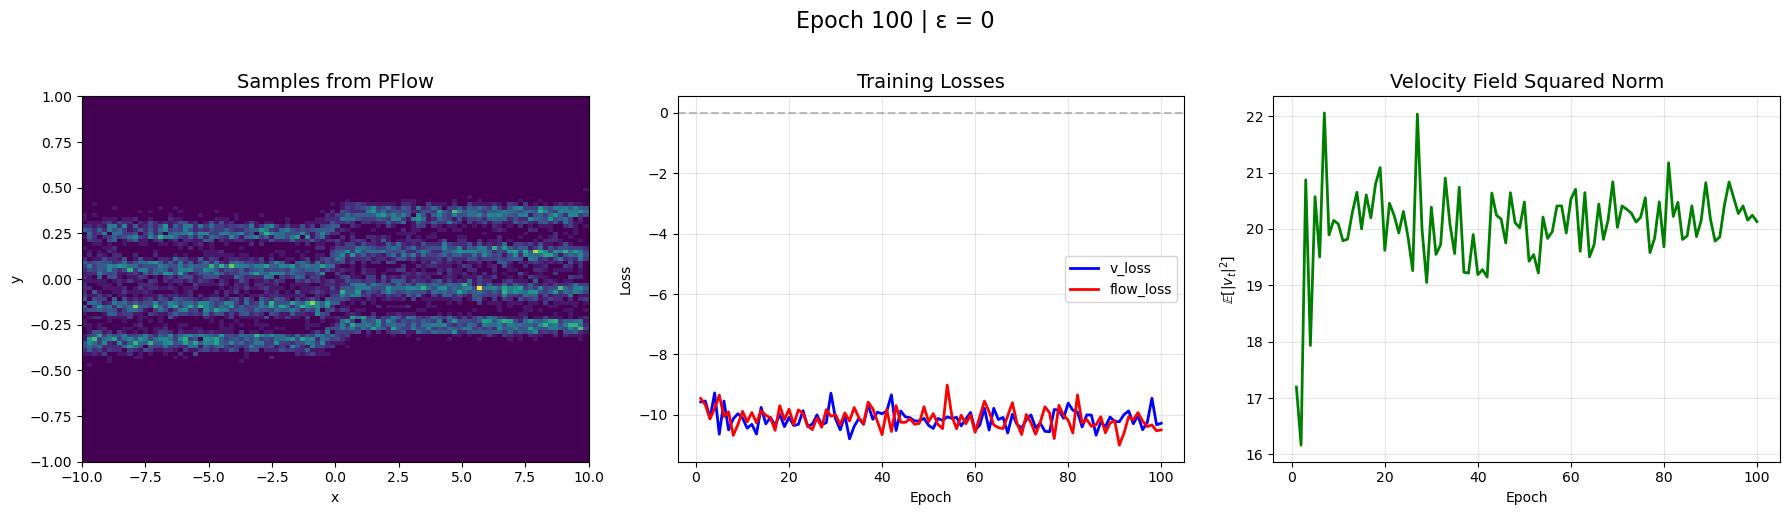 Epoch 100 | ε = 0
Samples from PFlow
1.00
0.75
0.50
0.25
0.00
−0.25
−0.50
−0.75
−1.00
y
−10.0 −7.5 −5.0 −2.5 0.0 2.5 5.0 7.5 10.0
x
Training Losses
0
−2
−4
−6
−8
−10
Loss
v_loss
flow_loss
0 20 40 60 80 100
Epoch
Velocity Field Squared Norm
22
21
20
19
18
17
16
𝔼[|v_t|²]
0 20 40 60 80 100
Epoch